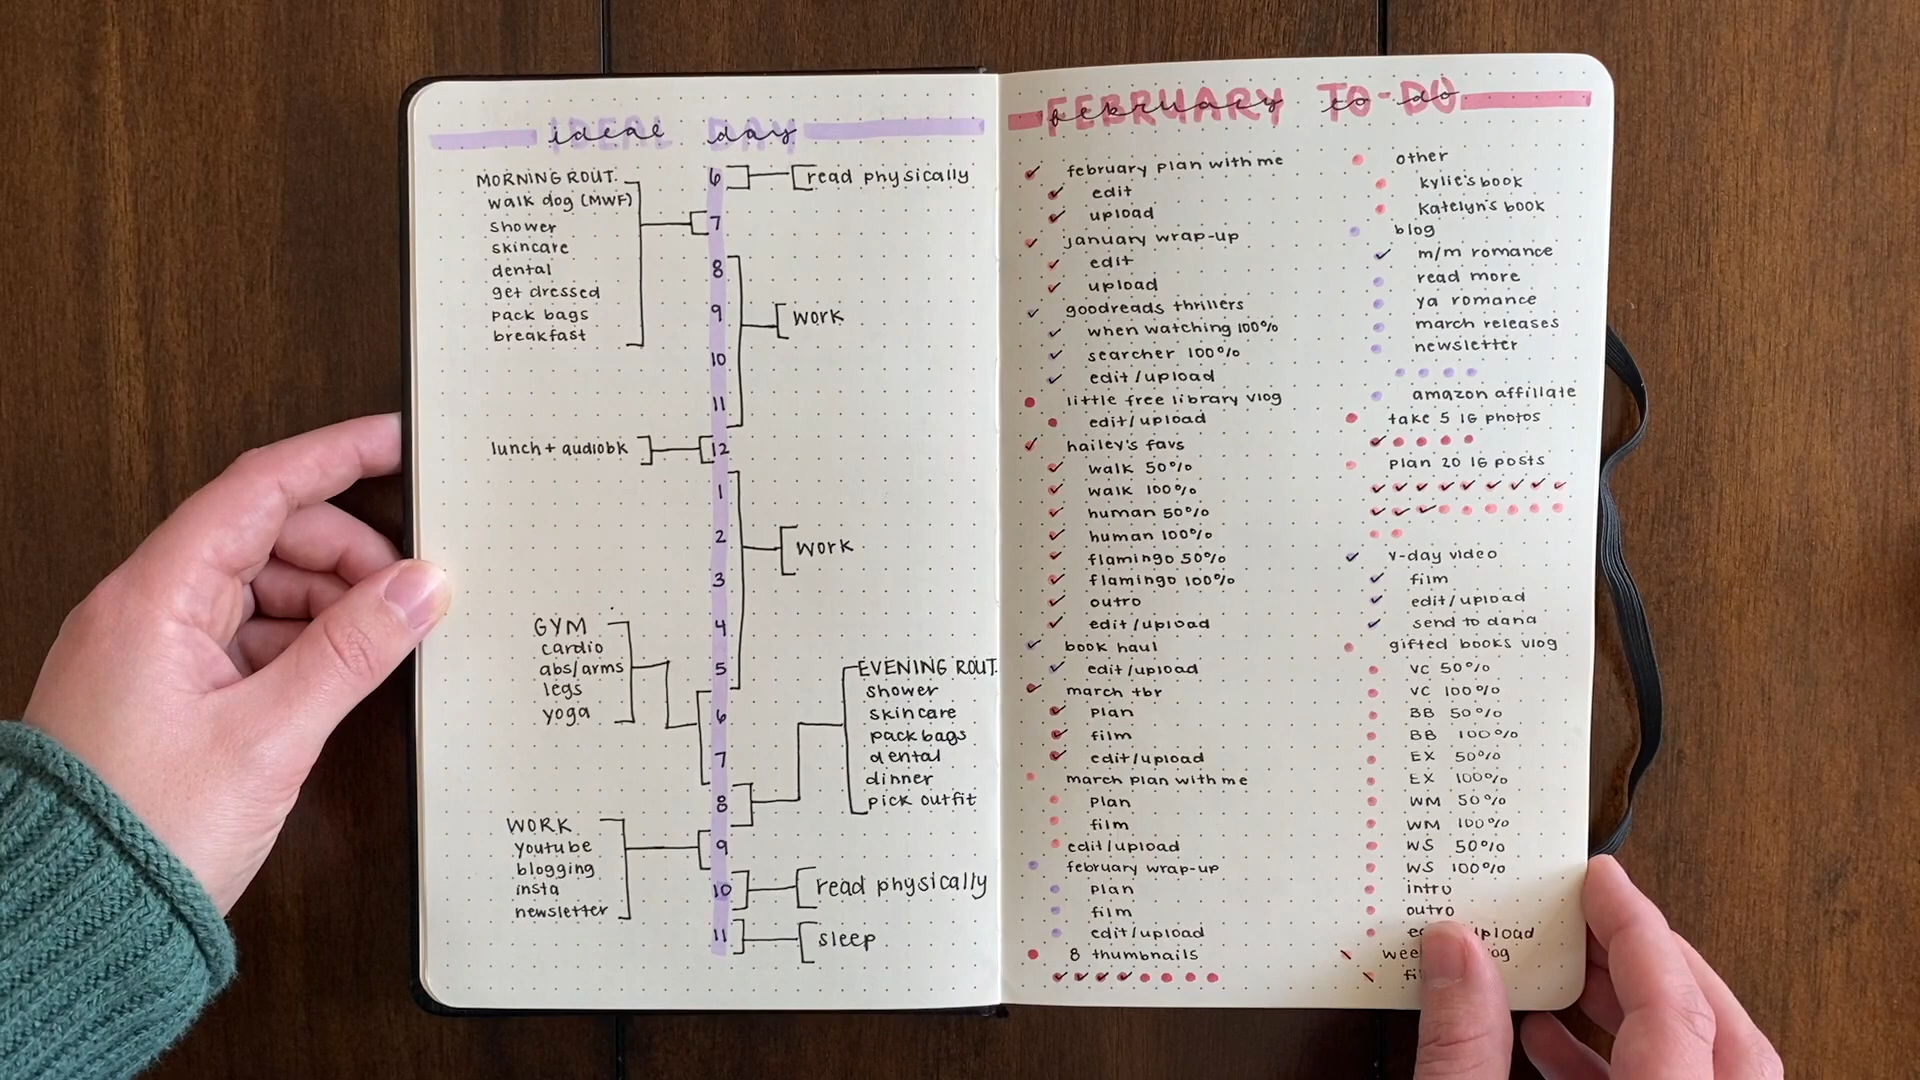 ideal day
IDEAL DAY
MORNING ROUT.
walk dog (MWF)
shower
skincare
dental
get dressed
pack bags
breakfast
lunch + audiobk
GYM
cardio
abs/arms
legs
yoga
WORK
youtube
blogging
insta
newsletter
6
7
8
9
10
11
12
1
2
3
4
5
6
7
8
9
10
11
read physically
work
work
EVENING ROUT.
shower
skincare
pack bags
dental
dinner
pick outfit
read physically
sleep
FEBRUARY TO-DO
february to do
february plan with me
edit
upload
january wrap-up
edit
upload
goodreads thrillers
when watching 100%
searcher 100%
edit/upload
little free library vlog
edit/upload
hailey's favs
walk 50%
walk 100%
human 50%
human 100%
flamingo 50%
flamingo 100%
outro
edit/upload
book haul
edit/upload
march tbr
plan
film
edit/upload
march plan with me
plan
film
edit/upload
february wrap-up
plan
film
edit/upload
8 thumbnails
other
kylie's book
katelyn's book
blog
m/m romance
read more
ya romance
march releases
newsletter
amazon affillate
take 5 IG photos
plan 20 IG posts
v-day video
film
edit/upload
send to dana
gifted books vlog
VC 50%
VC 100%
BB 50%
BB 100%
EX 50%
EX 100%
WM 50%
WM 100%
WS 50%
WS 100%
intro
outro